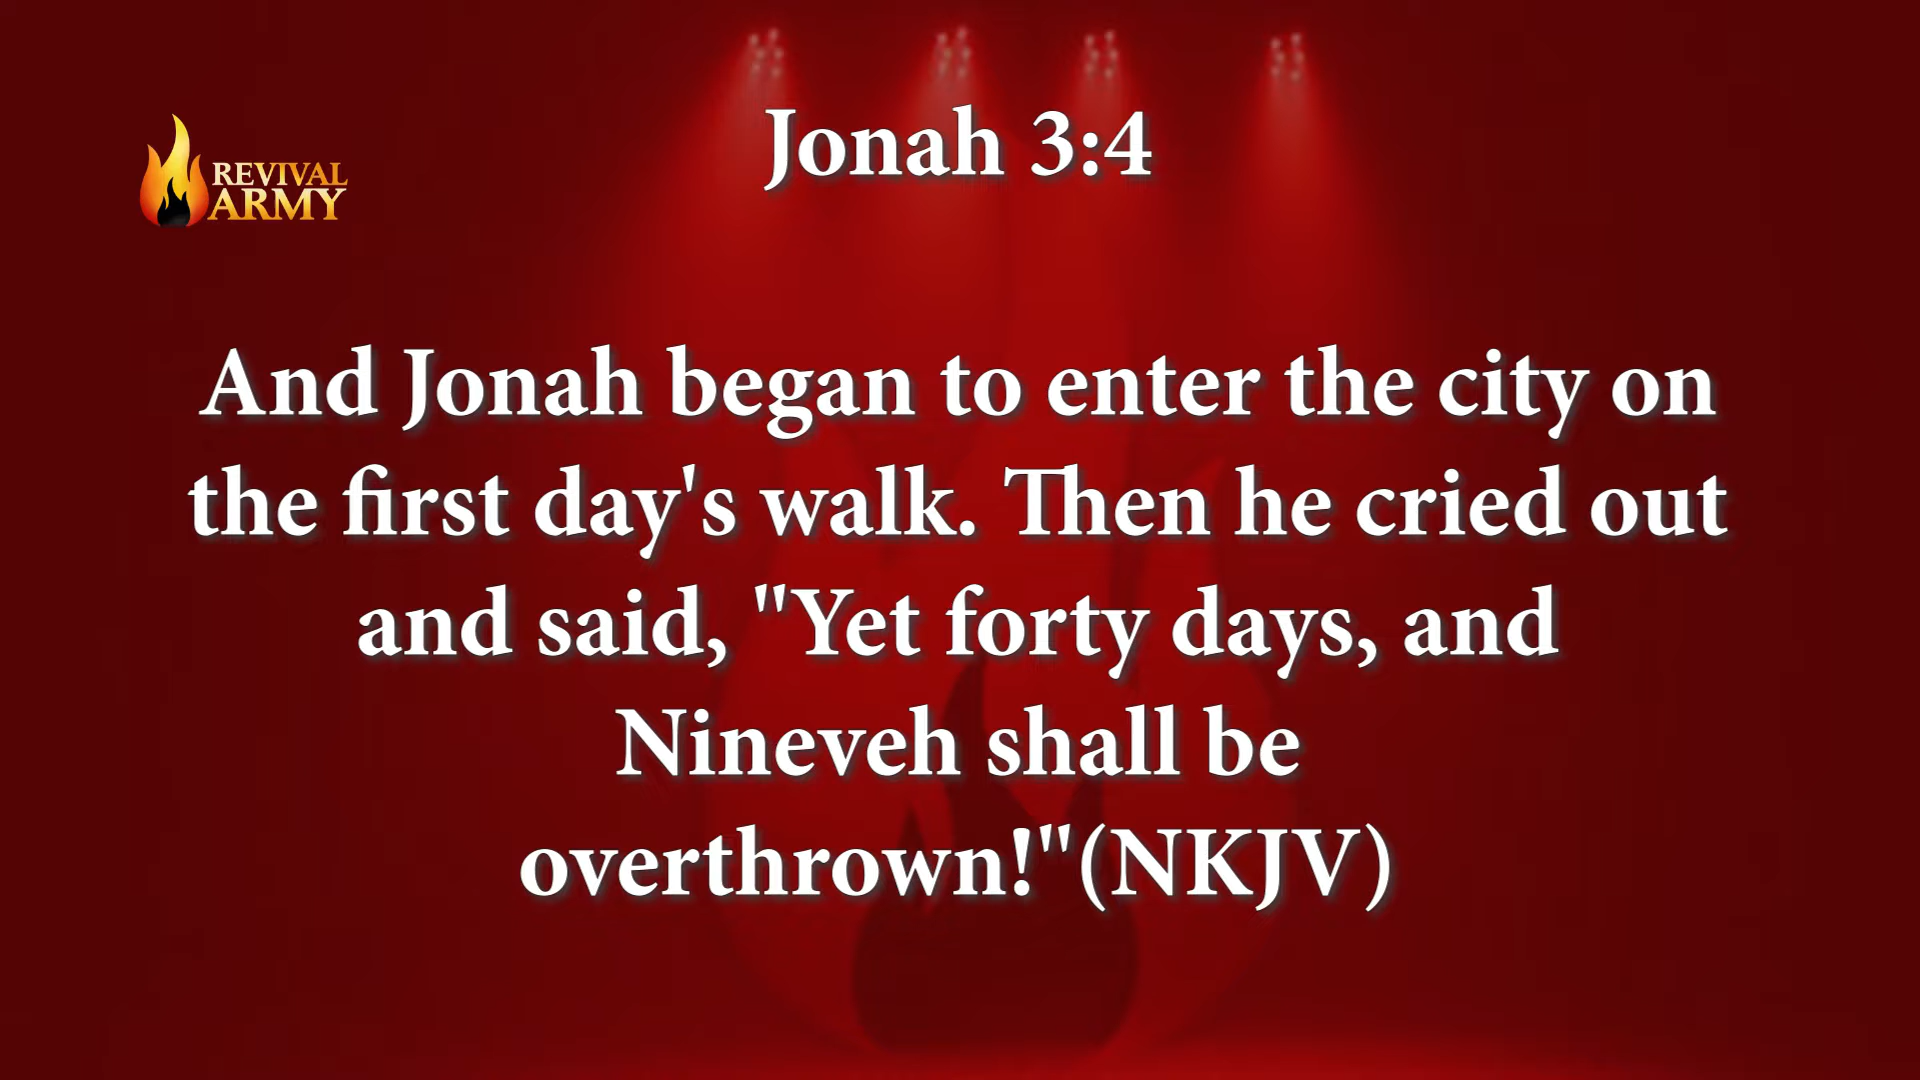 Jonah 3:4
REVIVAL
ARMY
And Jonah began to enter the city on
the first day's walk. Then he cried out
and said, "Yet forty days, and
Nineveh shall be
overthrown!"(NKJV)